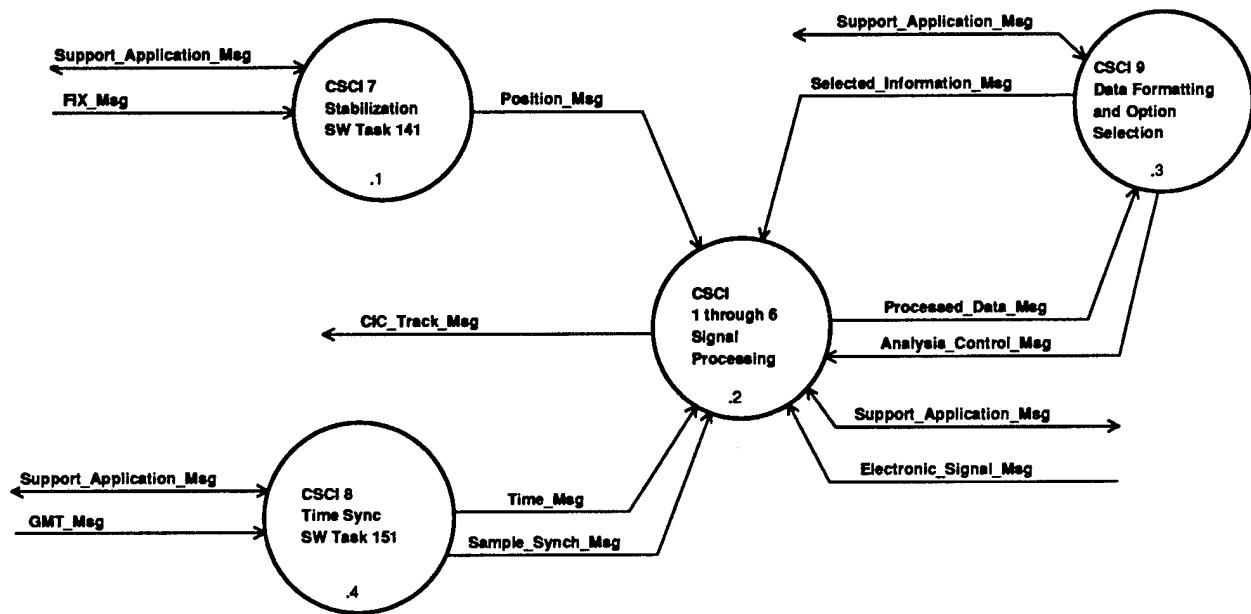 Support_Application_Msg
Support_Application_Msg
CSCI 7
Stabilization
SW Task 141
.1
FIX_Msg
Position_Msg
Selected_Information_Msg
CSCI 9
Data Formatting
and Option
Selection
.3
CSCI
1 through 6
Signal
Processing
.2
CIC_Track_Msg
Processed_Data_Msg
Analysis_Control_Msg
Support_Application_Msg
Electronic_Signal_Msg
Support_Application_Msg
GMT_Msg
CSCI 8
Time Sync
SW Task 151
.4
Time_Msg
Sample_Synch_Msg